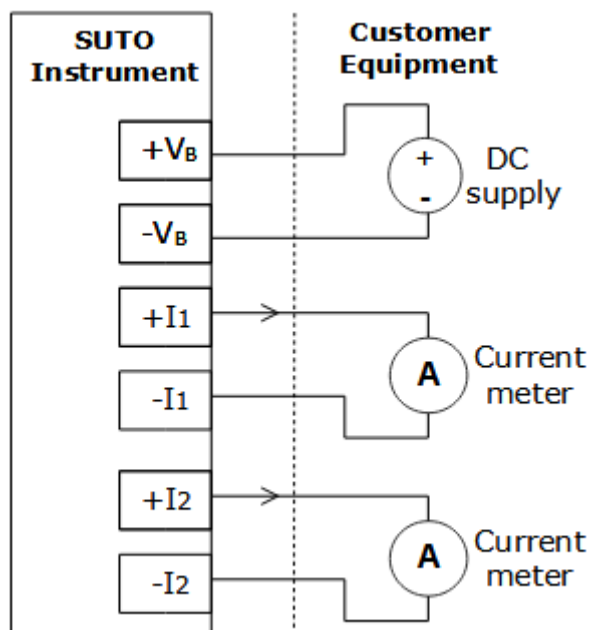 SUTO
Instrument
Customer
Equipment
+VB
+
-
DC
supply
-VB
+I1
A
Current
meter
-I1
+I2
A
Current
meter
-I2